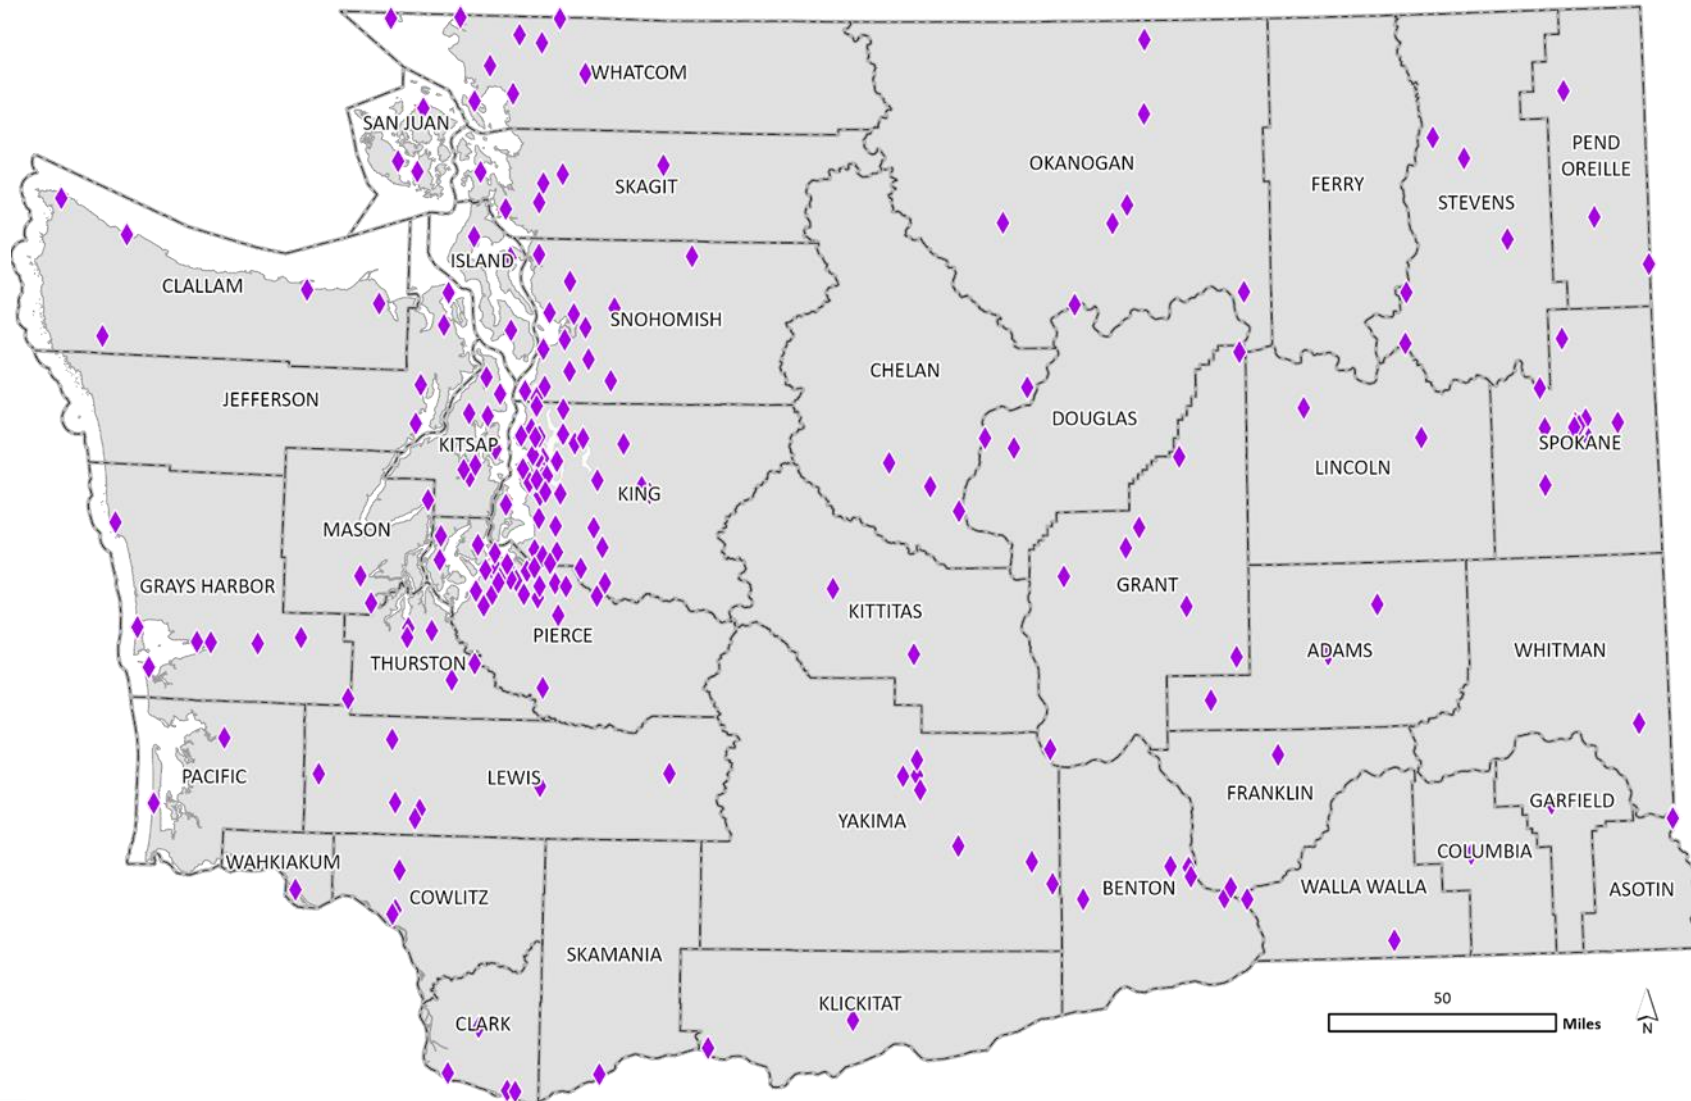 WHATCOM
SAN JUAN
SKAGIT
OKANOGAN
FERRY
PEND
OREILLE
STEVENS
ISLAND
CLALLAM
SNOHOMISH
CHELAN
JEFFERSON
DOUGLAS
KITSAP
SPOKANE
LINCOLN
KING
MASON
GRAYS HARBOR
GRANT
KITTITAS
PIERCE
THURSTON
ADAMS
WHITMAN
PACIFIC
LEWIS
FRANKLIN
GARFIELD
YAKIMA
COLUMBIA
WAHKIAKUM
BENTON
WALLA WALLA
ASOTIN
COWLITZ
SKAMANIA
KLICKITAT
CLARK
50
Miles
N